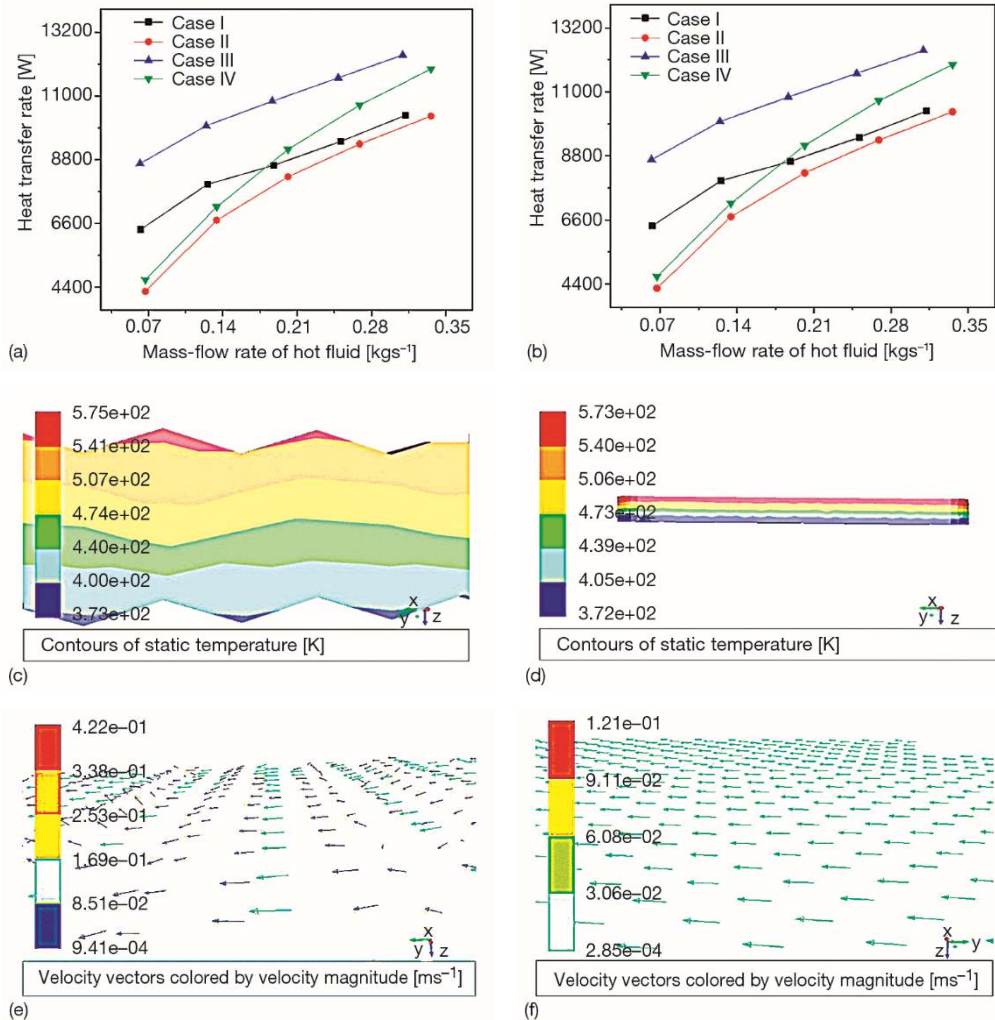 13200
11000
8800
6600
4400
Heat transfer rate [W]
Case I
Case II
Case III
Case IV
0.07 0.14 0.21 0.28 0.35
Mass-flow rate of hot fluid [kgs⁻¹]
(a)
13200
11000
8800
6600
4400
Heat transfer rate [W]
Case I
Case II
Case III
Case IV
0.07 0.14 0.21 0.28 0.35
Mass-flow rate of hot fluid [kgs⁻¹]
(b)
5.75e+02
5.41e+02
5.07e+02
4.74e+02
4.40e+02
4.00e+02
3.73e+02
x
y z
Contours of static temperature [K]
(c)
5.73e+02
5.40e+02
5.06e+02
4.73e+02
4.39e+02
4.05e+02
3.72e+02
x
y z
Contours of static temperature [K]
(d)
4.22e−01
3.38e−01
2.53e−01
1.69e−01
8.51e−02
9.41e−04
x
y z
Velocity vectors colored by velocity magnitude [ms⁻¹]
(e)
1.21e−01
9.11e−02
6.08e−02
3.06e−02
2.85e−04
x
z y
Velocity vectors colored by velocity magnitude [ms⁻¹]
(f)